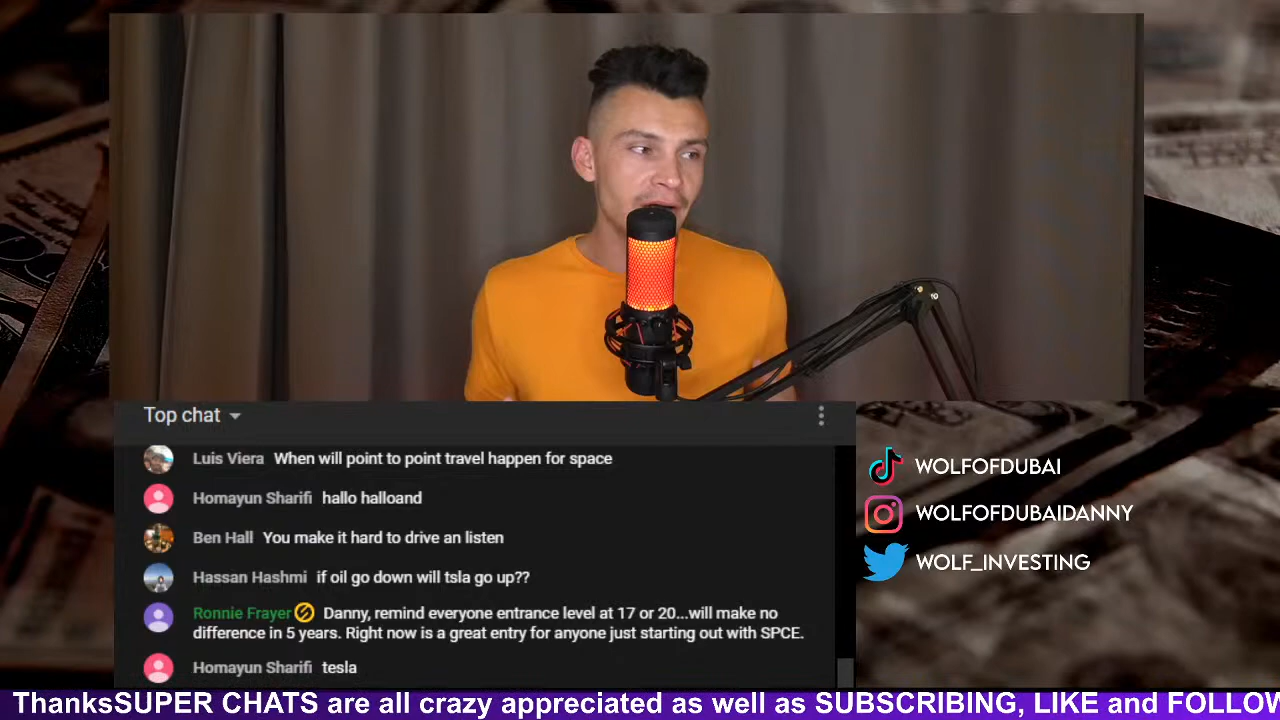 Top chat
Luis Viera When will point to point travel happen for space
Homayun Sharifi hallo halloand
Ben Hall You make it hard to drive an listen
Hassan Hashmi if oil go down will tsla go up??
Ronnie Frayer Danny, remind everyone entrance level at 17 or 20...will make no
difference in 5 years. Right now is a great entry for anyone just starting out with SPCE.
Homayun Sharifi tesla
WOLFOFDUBAI
WOLFOFDUBAIDANNY
WOLF_INVESTING
ThanksSUPER CHATS are all crazy appreciated as well as SUBSCRIBING, LIKE and FOLLOW